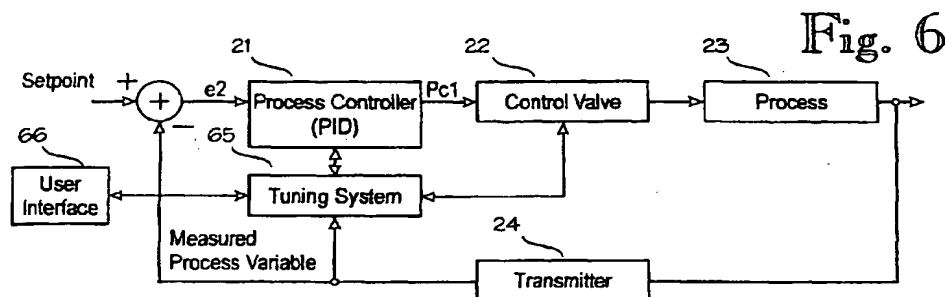 Fig. 6
21
22
23
Setpoint
+
+
−
e2
Process Controller
(PID)
Pc1
Control Valve
Process
66
65
User
Interface
Tuning System
24
Measured
Process Variable
Transmitter